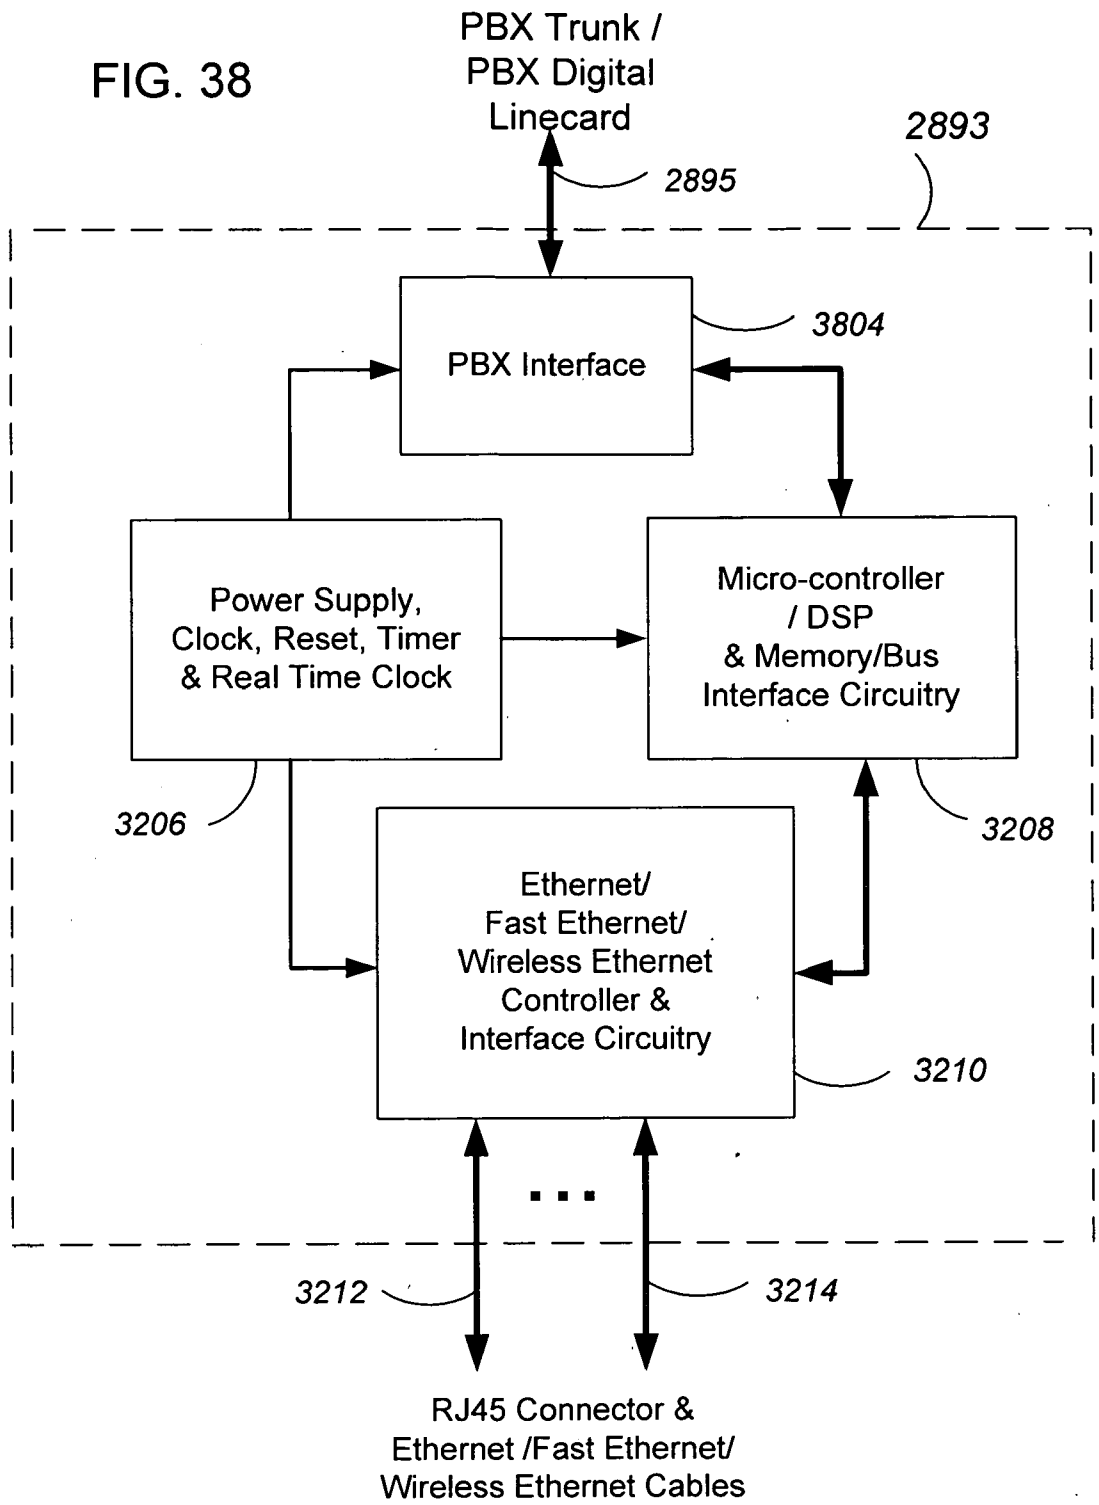 PBX Trunk /
PBX Digital
Linecard
FIG. 38
2893
2895
3804
PBX Interface
Micro-controller
/ DSP
& Memory/Bus
Interface Circuitry
Power Supply,
Clock, Reset, Timer
& Real Time Clock
3206
3208
Ethernet/
Fast Ethernet/
Wireless Ethernet
Controller &
Interface Circuitry
3210
...
3212
3214
RJ45 Connector &
Ethernet /Fast Ethernet/
Wireless Ethernet Cables